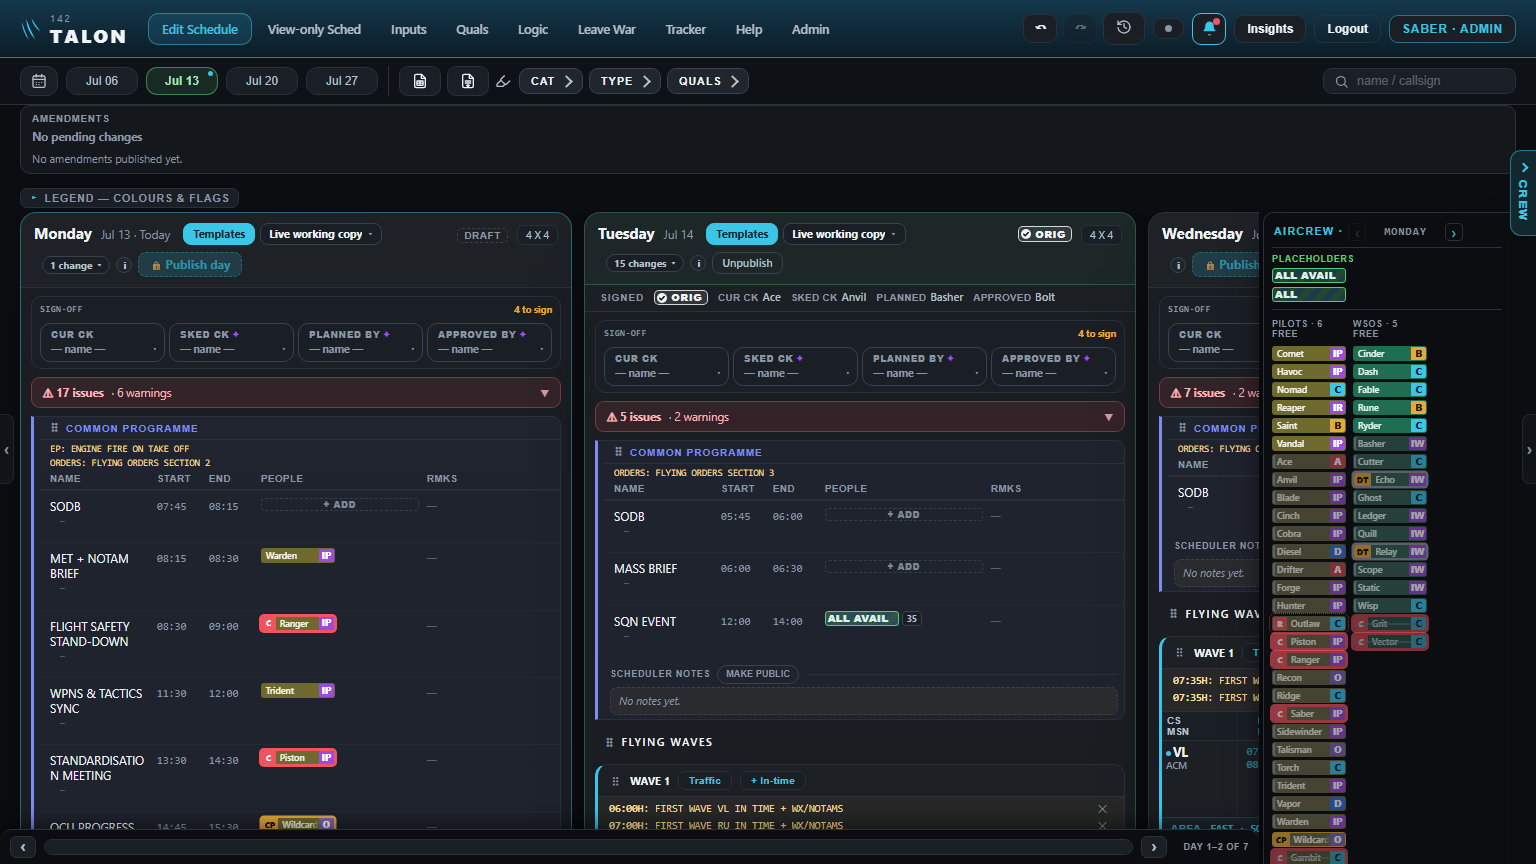 142
TALON
Edit Schedule
View-only Sched
Inputs
Quals
Logic
Leave War
Tracker
Help
Admin
Insights
Logout
SABER · ADMIN
Jul 06
Jul 13
Jul 20
Jul 27
CAT
TYPE
QUALS
name / callsign
AMENDMENTS
No pending changes
No amendments published yet.
LEGEND — COLOURS & FLAGS
CREW
Monday Jul 13 · Today Templates Live working copy DRAFT 4 X 4
1 change i Publish day
SIGN-OFF 4 to sign
CUR CK — name —
SKED CK — name —
PLANNED BY — name —
APPROVED BY — name —
17 issues · 6 warnings
COMMON PROGRAMME
EP: ENGINE FIRE ON TAKE OFF
ORDERS: FLYING ORDERS SECTION 2
NAME START END PEOPLE RMKS
SODB 07:45 08:15 + ADD —
—
MET + NOTAM BRIEF 08:15 08:30 Warden IP —
—
FLIGHT SAFETY STAND-DOWN 08:30 09:00 C Ranger IP —
—
WPNS & TACTICS SYNC 11:30 12:00 Trident IP —
—
STANDARDISATIO
N MEETING 13:30 14:30 C Piston IP —
—
OCU PROGRESS 14:45 15:30 CP Wildcard O
Tuesday Jul 14 Templates Live working copy ORIG 4 X 4
15 changes i Unpublish
SIGNED ORIG CUR CK Ace SKED CK Anvil PLANNED Basher APPROVED Bolt
SIGN-OFF 4 to sign
CUR CK — name —
SKED CK — name —
PLANNED BY — name —
APPROVED BY — name —
5 issues · 2 warnings
COMMON PROGRAMME
ORDERS: FLYING ORDERS SECTION 3
NAME START END PEOPLE RMKS
SODB 05:45 06:00 + ADD —
—
MASS BRIEF 06:00 06:30 + ADD —
—
SQN EVENT 12:00 14:00 ALL AVAIL 35 —
—
SCHEDULER NOTES MAKE PUBLIC
No notes yet.
FLYING WAVES
WAVE 1 Traffic + In-time
06:00H: FIRST WAVE VL IN TIME + WX/NOTAMS
07:00H: FIRST WAVE RU IN TIME + WX/NOTAMS
Wednesday
i Publish
SIGN-OFF
CUR CK
— name —
7 issues · 2 wa
COMMON P
ORDERS: FLYING O
NAME
SODB
—
SCHEDULER NOT
No notes yet.
FLYING WAV
WAVE 1 T
07:35H: FIRST W
07:35H: FIRST W
CS
MSN
VL 07
ACM 08
AIRCREW · MONDAY
PLACEHOLDERS
ALL AVAIL
ALL
PILOTS · 6 FREE
WSOS · 5 FREE
Comet IP Cinder B
Havoc IP Dash C
Nomad C Fable C
Reaper IR Rune B
Saint B Ryder C
Vandal IP Basher IW
Ace A Cutter C
Anvil IP DT Echo IW
Blade IP Ghost C
Cinch IP Ledger IW
Cobra IP Quill IW
Diesel D DT Relay IW
Drifter A Scope IW
Forge IP Static IW
Hunter IP Wisp C
R Outlaw C C Grit C
C Piston IP C Vector C
C Ranger IP
Recon O
Ridge C
C Saber IP
Sidewinder IP
Talisman O
Torch C
Trident IP
Vapor D
Warden IP
CP Wildcard O
C Gambit C
DAY 1–2 OF 7